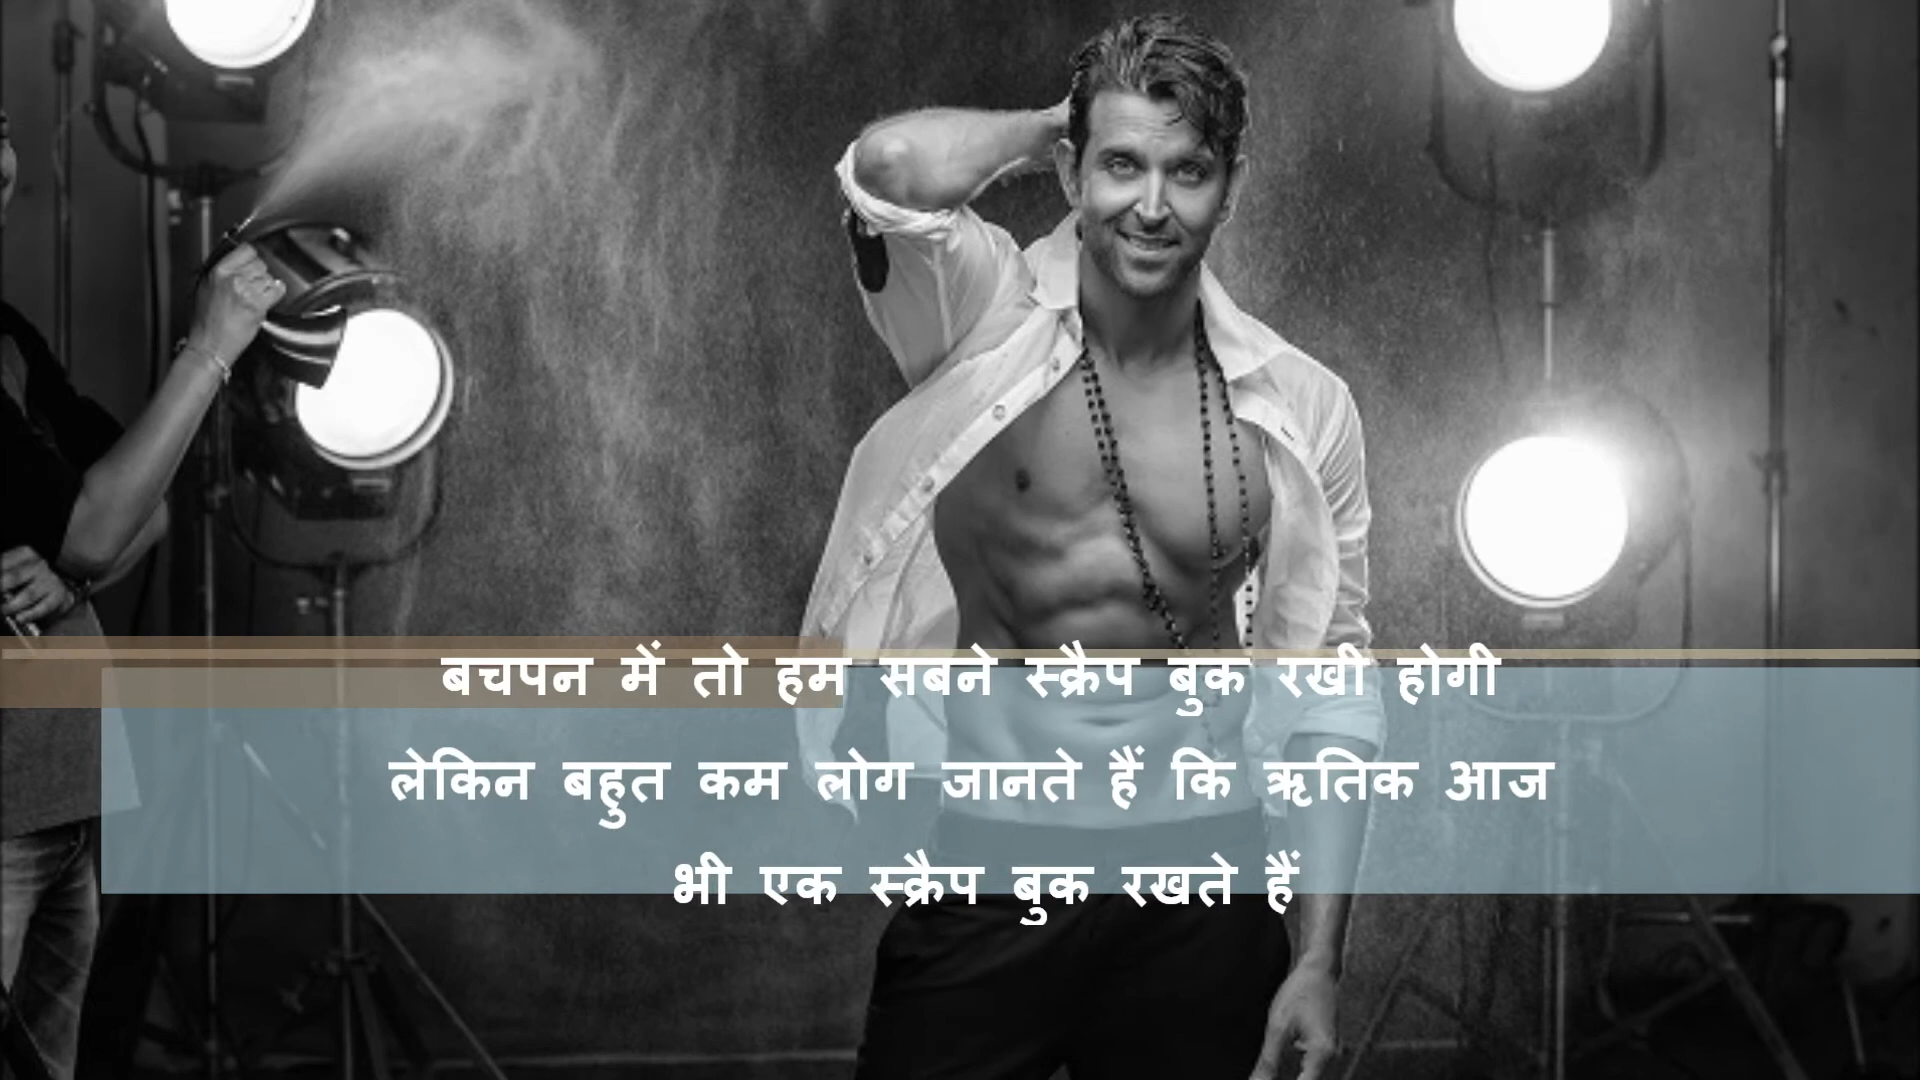 बचपन में तो हम सबने स्क्रैप बुक रखी होगी
लेकिन बहुत कम लोग जानते हैं कि ऋतिक आज
भी एक स्क्रैप बुक रखते हैं